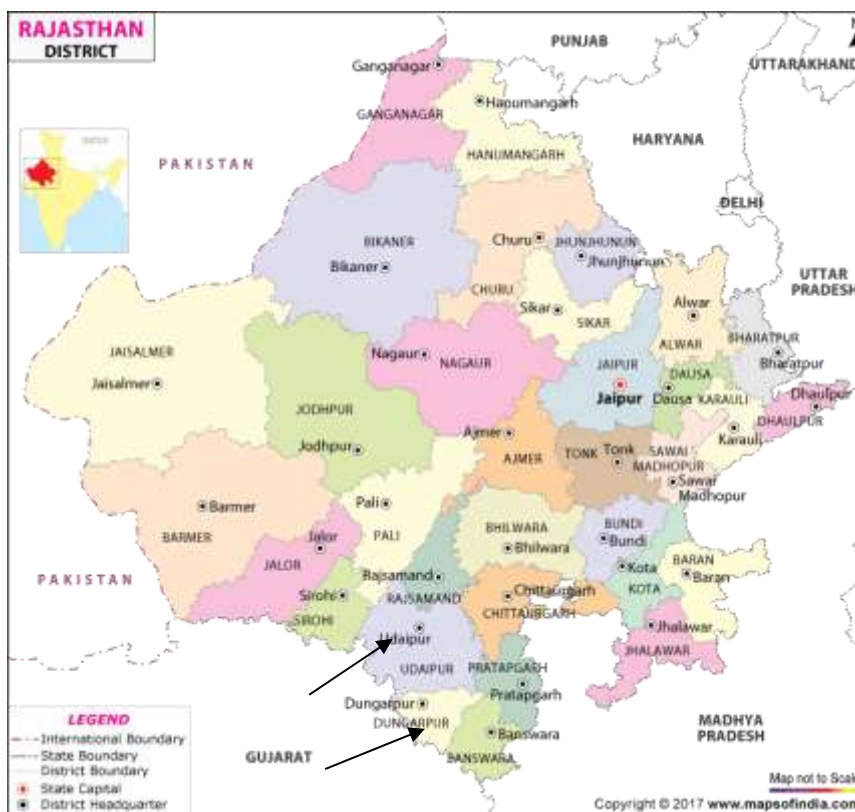 RAJASTHAN
DISTRICT
PUNJAB
UTTARAKHAND
Ganganagar
GANGANAGAR
Hanumangarh
HANUMANGARH
HARYANA
PAKISTAN
DELHI
BIKANER
Bikaner
Churu
CHURU
JHUNJHUNUN
Jhunjhunun
UTTAR
PRADESH
Sikar
SIKAR
Alwar
ALWAR
BHARATPUR
Bharatpur
JAISALMER
Jaisalmer
Nagaur
NAGAUR
JAIPUR
Jaipur
DAUSA
Dausa
KARAULI
Karauli
Dhaulpur
DHAULPUR
JODHPUR
Jodhpur
Ajmer
AJMER
TONK
Tonk
SAWAI
MADHOPUR
Sawai
Madhopur
Barmer
BARMER
Pali
PALI
BHILWARA
Bhilwara
BUNDI
Bundi
Jalor
JALOR
Kota
KOTA
BARAN
Baran
PAKISTAN
Rajsamand
RAJSAMAND
Chittaurgarh
CHITTAURGARH
Sirohi
SIROHI
Jhalawar
JHALAWAR
Udaipur
UDAIPUR
PRATAPGARH
Pratapgarh
Dungarpur
DUNGARPUR
Banswara
BANSWARA
GUJARAT
MADHYA
PRADESH
LEGEND
International Boundary
State Boundary
District Boundary
State Capital
District Headquarter
Map not to Scale
Copyright © 2017 www.mapsofindia.com